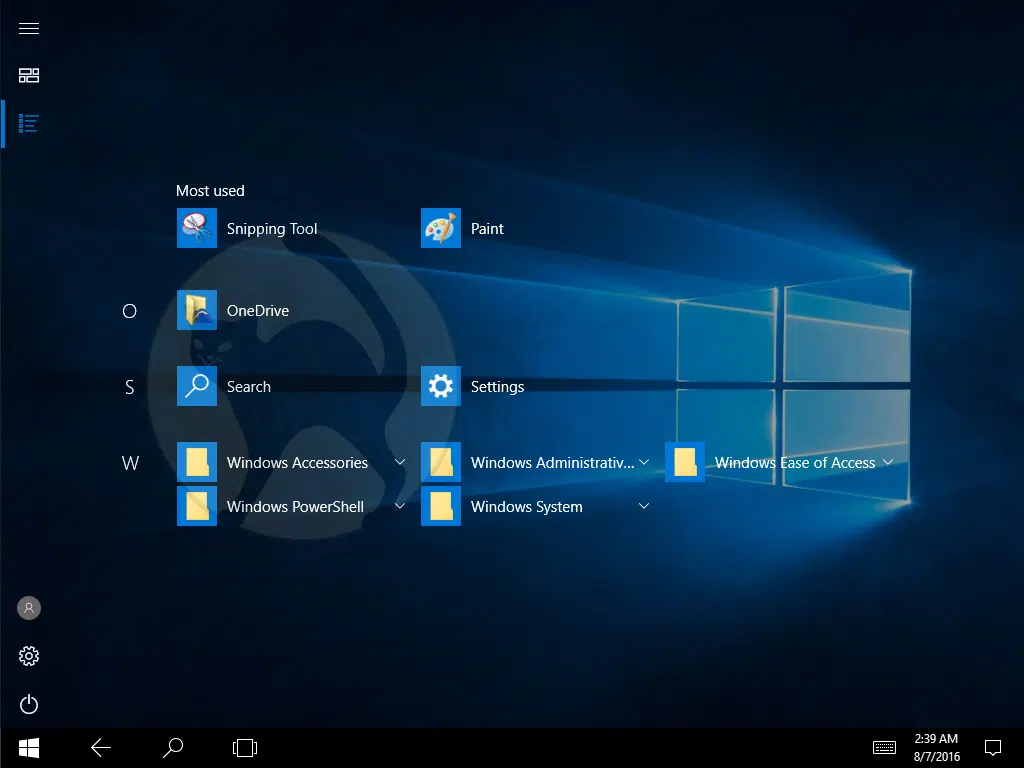 Most used
Snipping Tool Paint
O OneDrive
S Search Settings
W Windows Accessories Windows Administrativ... Windows Ease of Access
Windows PowerShell Windows System
2:39 AM
8/7/2016